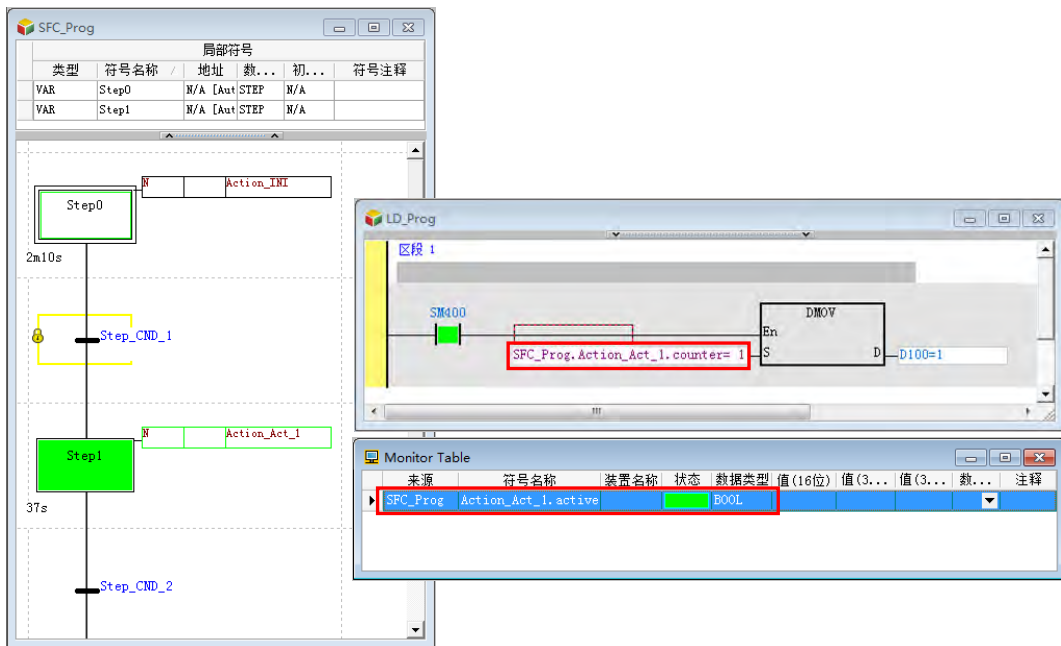 SFC_Prog
局部符号
类型 符号名称 地址 数... 初... 符号注释
VAR Step0 N/A [Aut STEP N/A
VAR Step1 N/A [Aut STEP N/A
N Action_INI
Step0
2m10s
Step_CND_1
N Action_Act_1
Step1
37s
Step_CND_2
LD_Prog
区段 1
SM400
DMOV
En
SFC_Prog.Action_Act_1.counter= 1 S D D100=1
Monitor Table
来源 符号名称 装置名称 状态 数据类型 值(16位) 值(3... 值(3... 数... 注释
SFC_Prog Action_Act_1.active BOOL